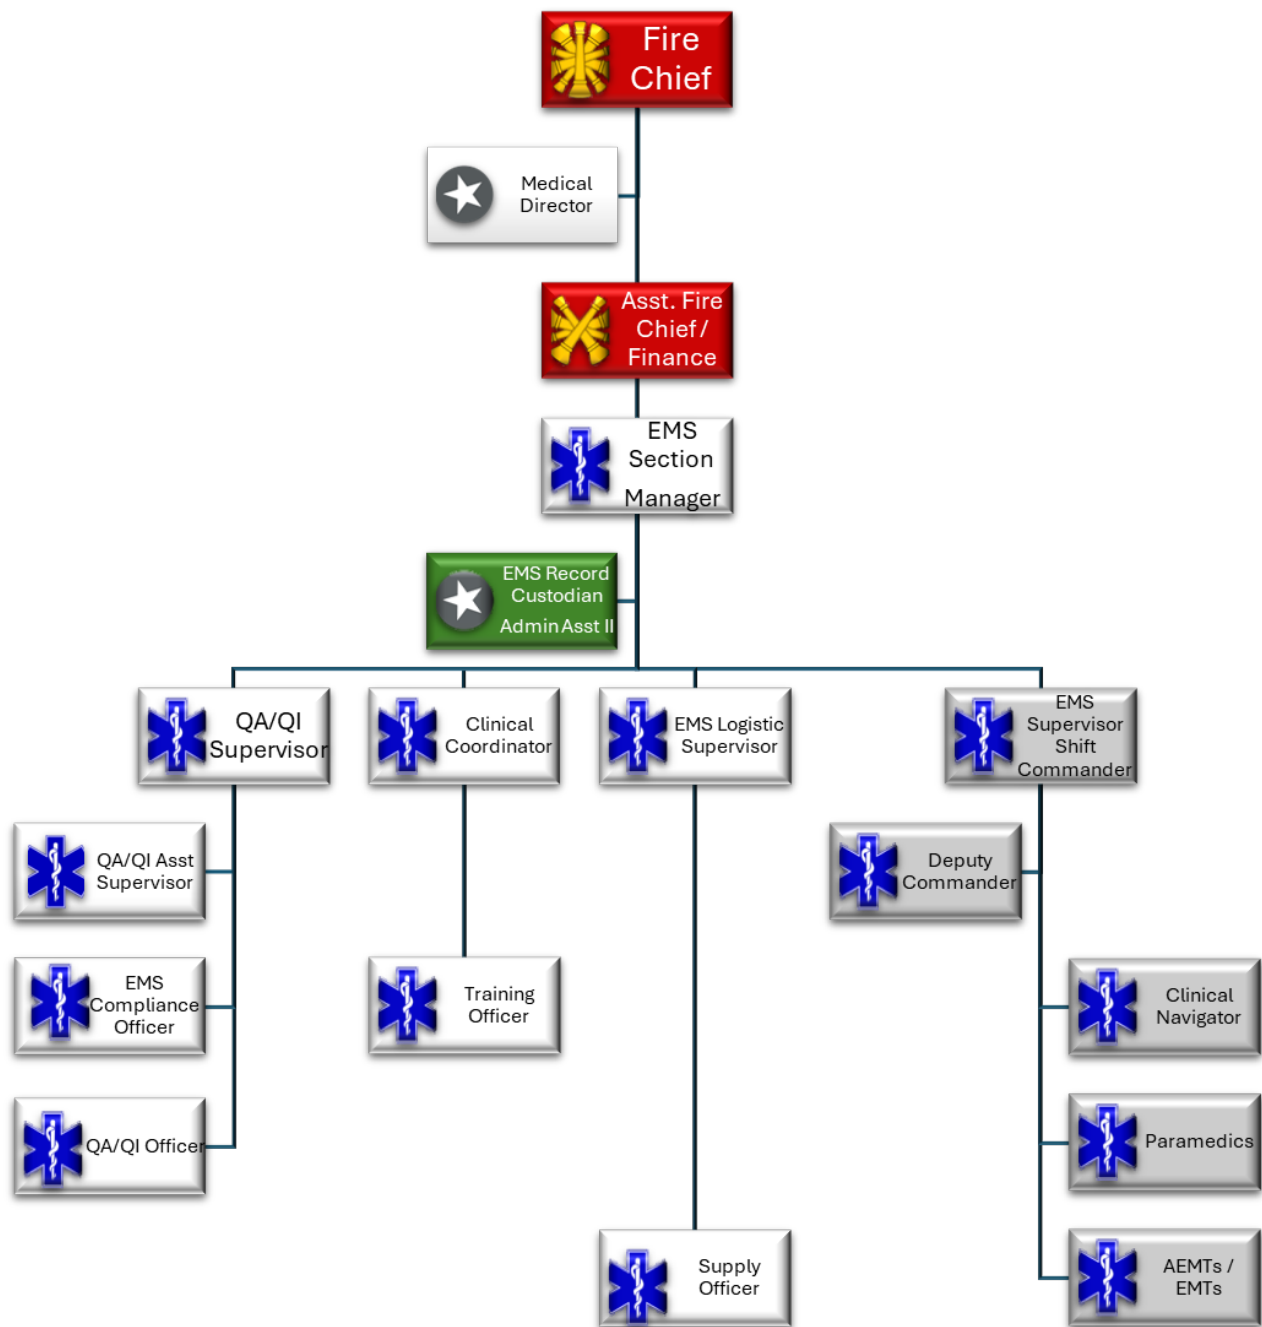 Fire
Chief
Medical
Director
Asst. Fire
Chief /
Finance
EMS
Section
Manager
EMS Record
Custodian
Admin Asst II
QA/QI
Supervisor
Clinical
Coordinator
EMS Logistic
Supervisor
EMS
Supervisor
Shift
Commander
QA/QI Asst
Supervisor
Deputy
Commander
EMS
Compliance
Officer
Training
Officer
Clinical
Navigator
QA/QI Officer
Paramedics
Supply
Officer
AEMTs /
EMTs